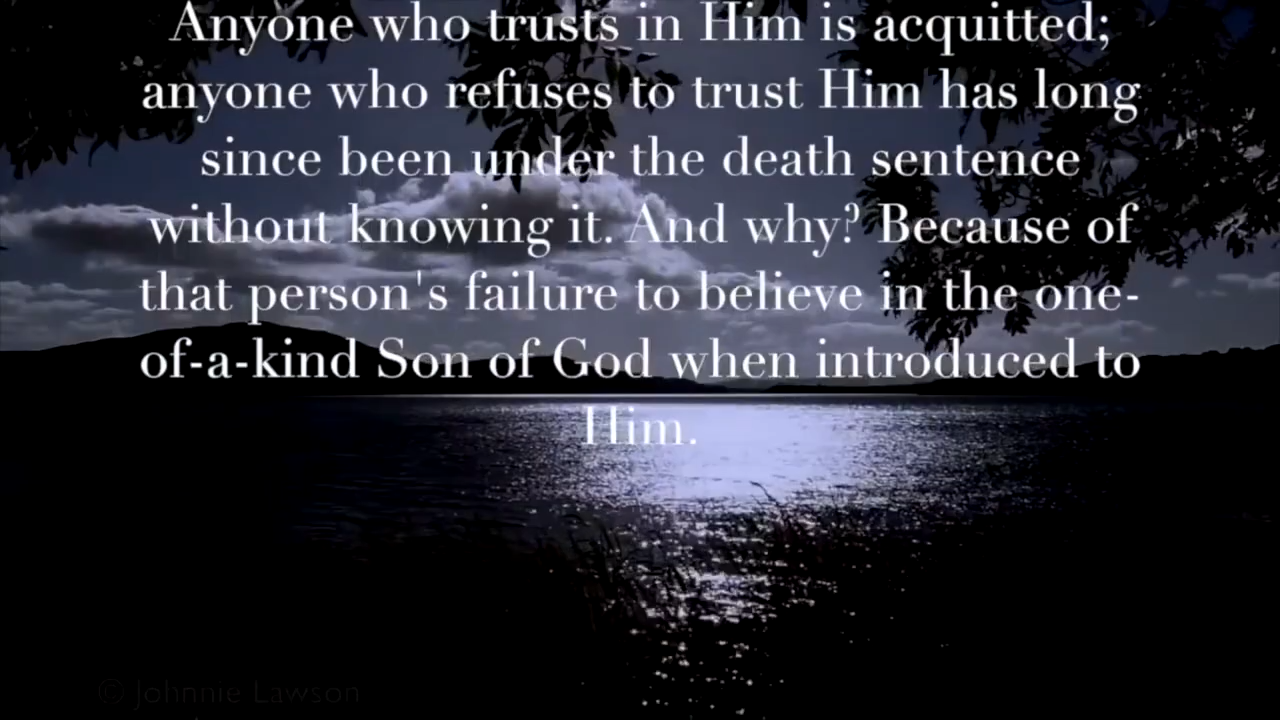 Anyone who trusts in Him is acquitted;
anyone who refuses to trust Him has long
since been under the death sentence
without knowing it. And why? Because of
that person's failure to believe in the one-
of-a-kind Son of God when introduced to
Him.
© Johnnie Lawson